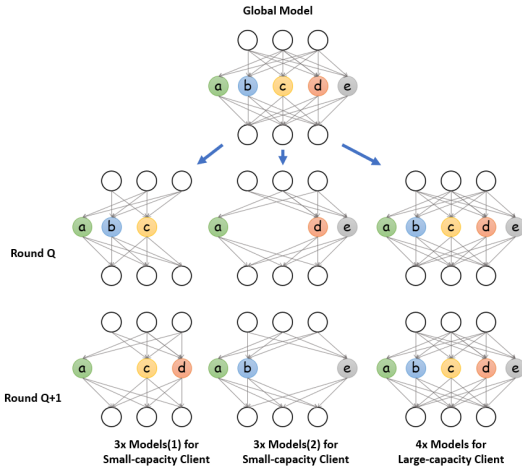 Global Model
a b c d e
a b c a d e a b c d e
Round Q
a c d a b e a b c d e
Round Q+1
3x Models(1) for 3x Models(2) for 4x Models for
Small-capacity Client Small-capacity Client Large-capacity Client